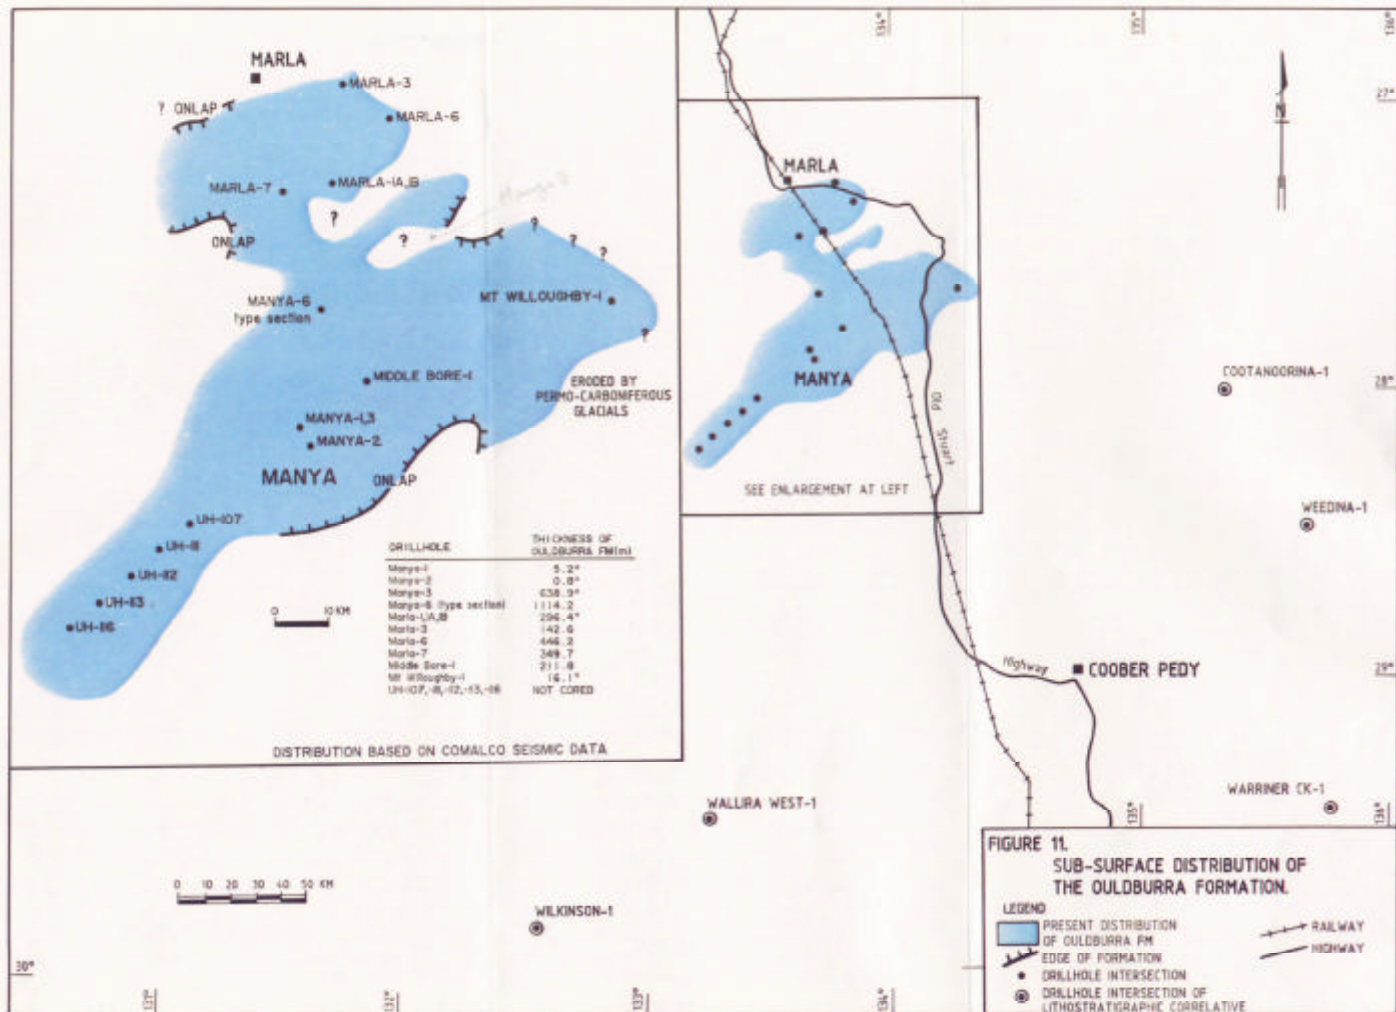 MARLA
MARLA-3
? ONLAP
MARLA-6
MARLA-7
MARLA-1A,B
?
ONLAP
?
?
?
?
MANYA-6
type section
MT WILLOUGHBY-1
?
MIDDLE BORE-1
ERODED BY
PERMO-CARBONIFEROUS
GLACIALS
MANYA-1,3
MANYA-2
MANYA
ONLAP
UH-107
UH-111
UH-112
UH-113
UH-116
0 10 KM
DRILLHOLE THICKNESS OF
OULDBURRA FM(m)
Manya-1 5.2*
Manya-2 0.8*
Manya-3 638.9*
Manya-6 (type section) 1114.2
Marla-1A,B 296.4*
Marla-3 142.6
Marla-6 446.2
Marla-7 349.7
Middle Bore-1 211.8
Mt Willoughby-1 16.1*
UH-107,-11,-12,-13,-16 NOT CORED
DISTRIBUTION BASED ON COMALCO SEISMIC DATA
134°
135°
136°
27°
N
MARLA
MANYA
Old Stuart
SEE ENLARGEMENT AT LEFT
COOTANOORINA-1
28°
WEEDINA-1
Highway
COOBER PEDY
29°
WALLIRA WEST-1
WARRINER CK-1
135°
136°
0 10 20 30 40 50 KM
WILKINSON-1
30°
131°
132°
133°
134°
FIGURE 11.
SUB-SURFACE DISTRIBUTION OF
THE OULDBURRA FORMATION.
LEGEND
PRESENT DISTRIBUTION
OF OULDBURRA FM
EDGE OF FORMATION
DRILLHOLE INTERSECTION
DRILLHOLE INTERSECTION OF
LITHOSTRATIGRAPHIC CORRELATIVE
RAILWAY
HIGHWAY